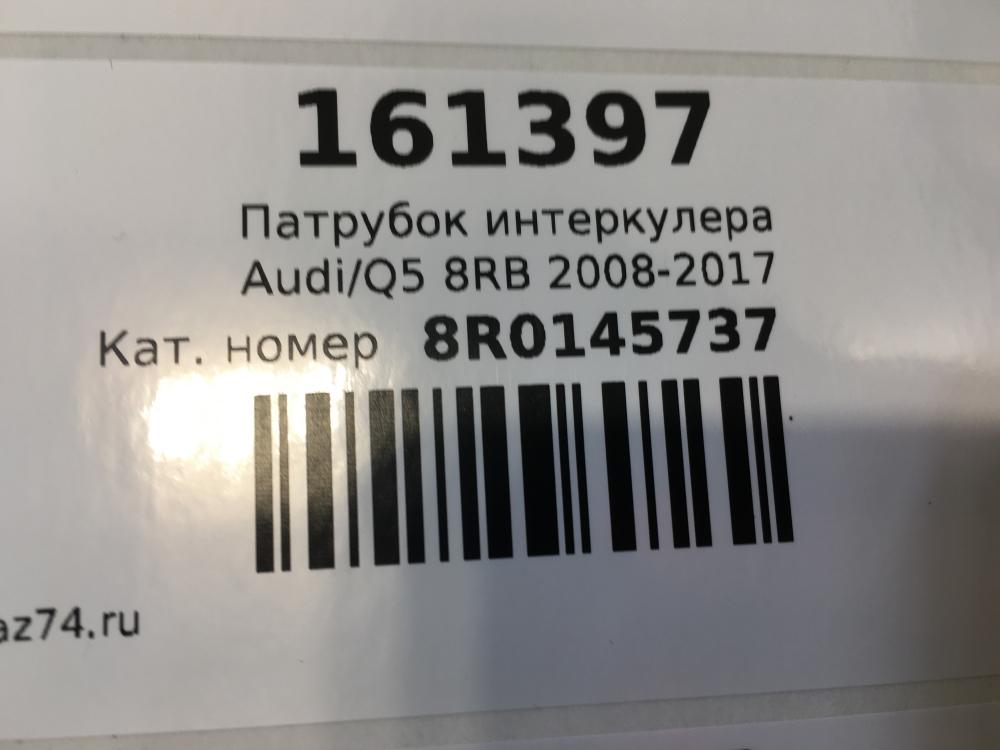 161397
Патрубок интеркулера
Audi/Q5 8RB 2008-2017
Кат. номер 8R0145737
az74.ru